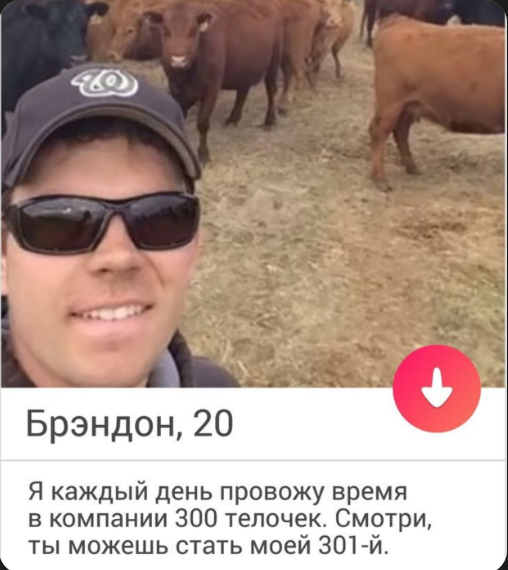 Брэндон, 20
Я каждый день провожу время
в компании 300 телочек. Смотри,
ты можешь стать моей 301-й.